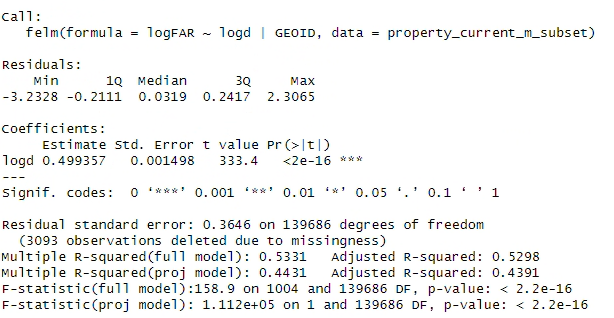 Call:
felm(formula = logFAR ~ logd | GEOID, data = property_current_m_subset)
Residuals:
Min 1Q Median 3Q Max
-3.2328 -0.2111 0.0319 0.2417 2.3065
Coefficients:
Estimate Std. Error t value Pr(>|t|)
logd 0.499357 0.001498 333.4 <2e-16 ***
---
Signif. codes: 0 ‘***’ 0.001 ‘**’ 0.01 ‘*’ 0.05 ‘.’ 0.1 ‘ ’ 1
Residual standard error: 0.3646 on 139686 degrees of freedom
(3093 observations deleted due to missingness)
Multiple R-squared(full model): 0.5331 Adjusted R-squared: 0.5298
Multiple R-squared(proj model): 0.4431 Adjusted R-squared: 0.4391
F-statistic(full model):158.9 on 1004 and 139686 DF, p-value: < 2.2e-16
F-statistic(proj model): 1.112e+05 on 1 and 139686 DF, p-value: < 2.2e-16